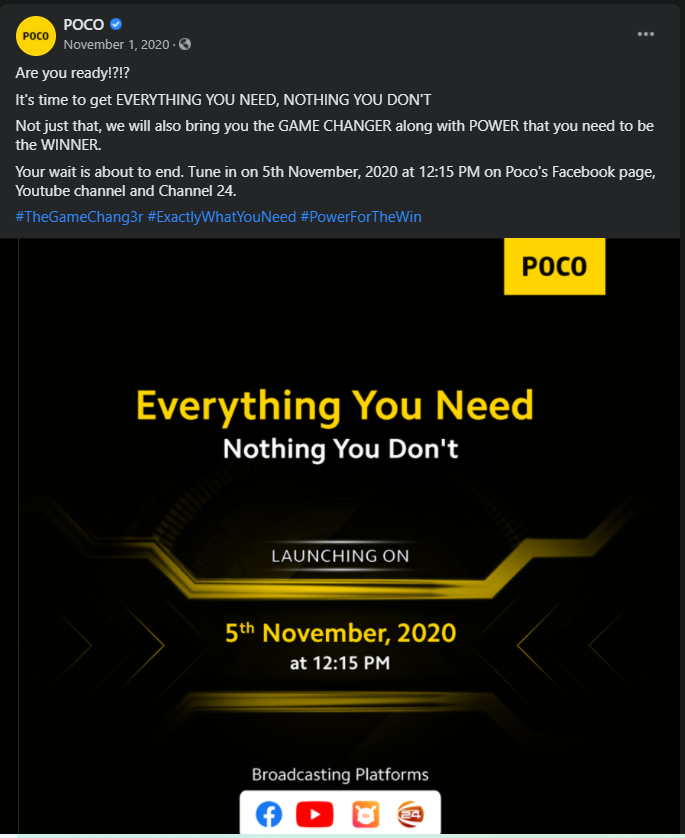 POCO
POCO
November 1, 2020 ·
Are you ready!?!?
It's time to get EVERYTHING YOU NEED, NOTHING YOU DON'T
Not just that, we will also bring you the GAME CHANGER along with POWER that you need to be
the WINNER.
Your wait is about to end. Tune in on 5th November, 2020 at 12:15 PM on Poco's Facebook page,
Youtube channel and Channel 24.
#TheGameChang3r #ExactlyWhatYouNeed #PowerForTheWin
POCO
Everything You Need
Nothing You Don't
LAUNCHING ON
5th November, 2020
at 12:15 PM
Broadcasting Platforms
24